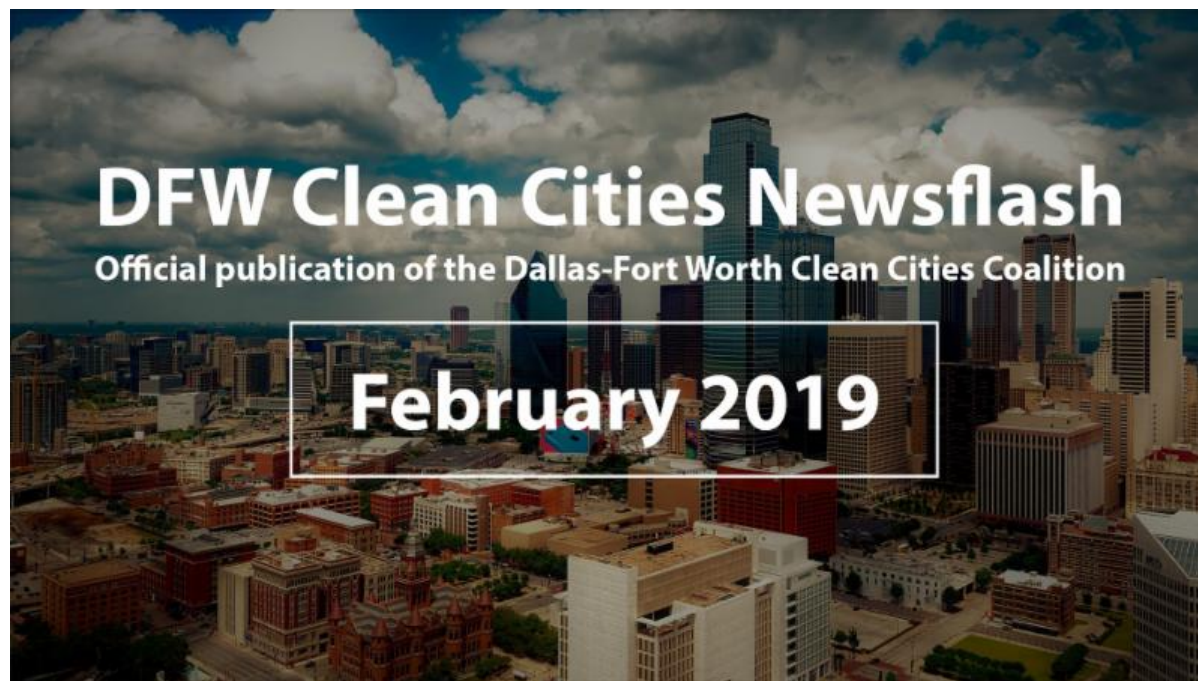 DFW Clean Cities Newsflash
Official publication of the Dallas-Fort Worth Clean Cities Coalition
February 2019